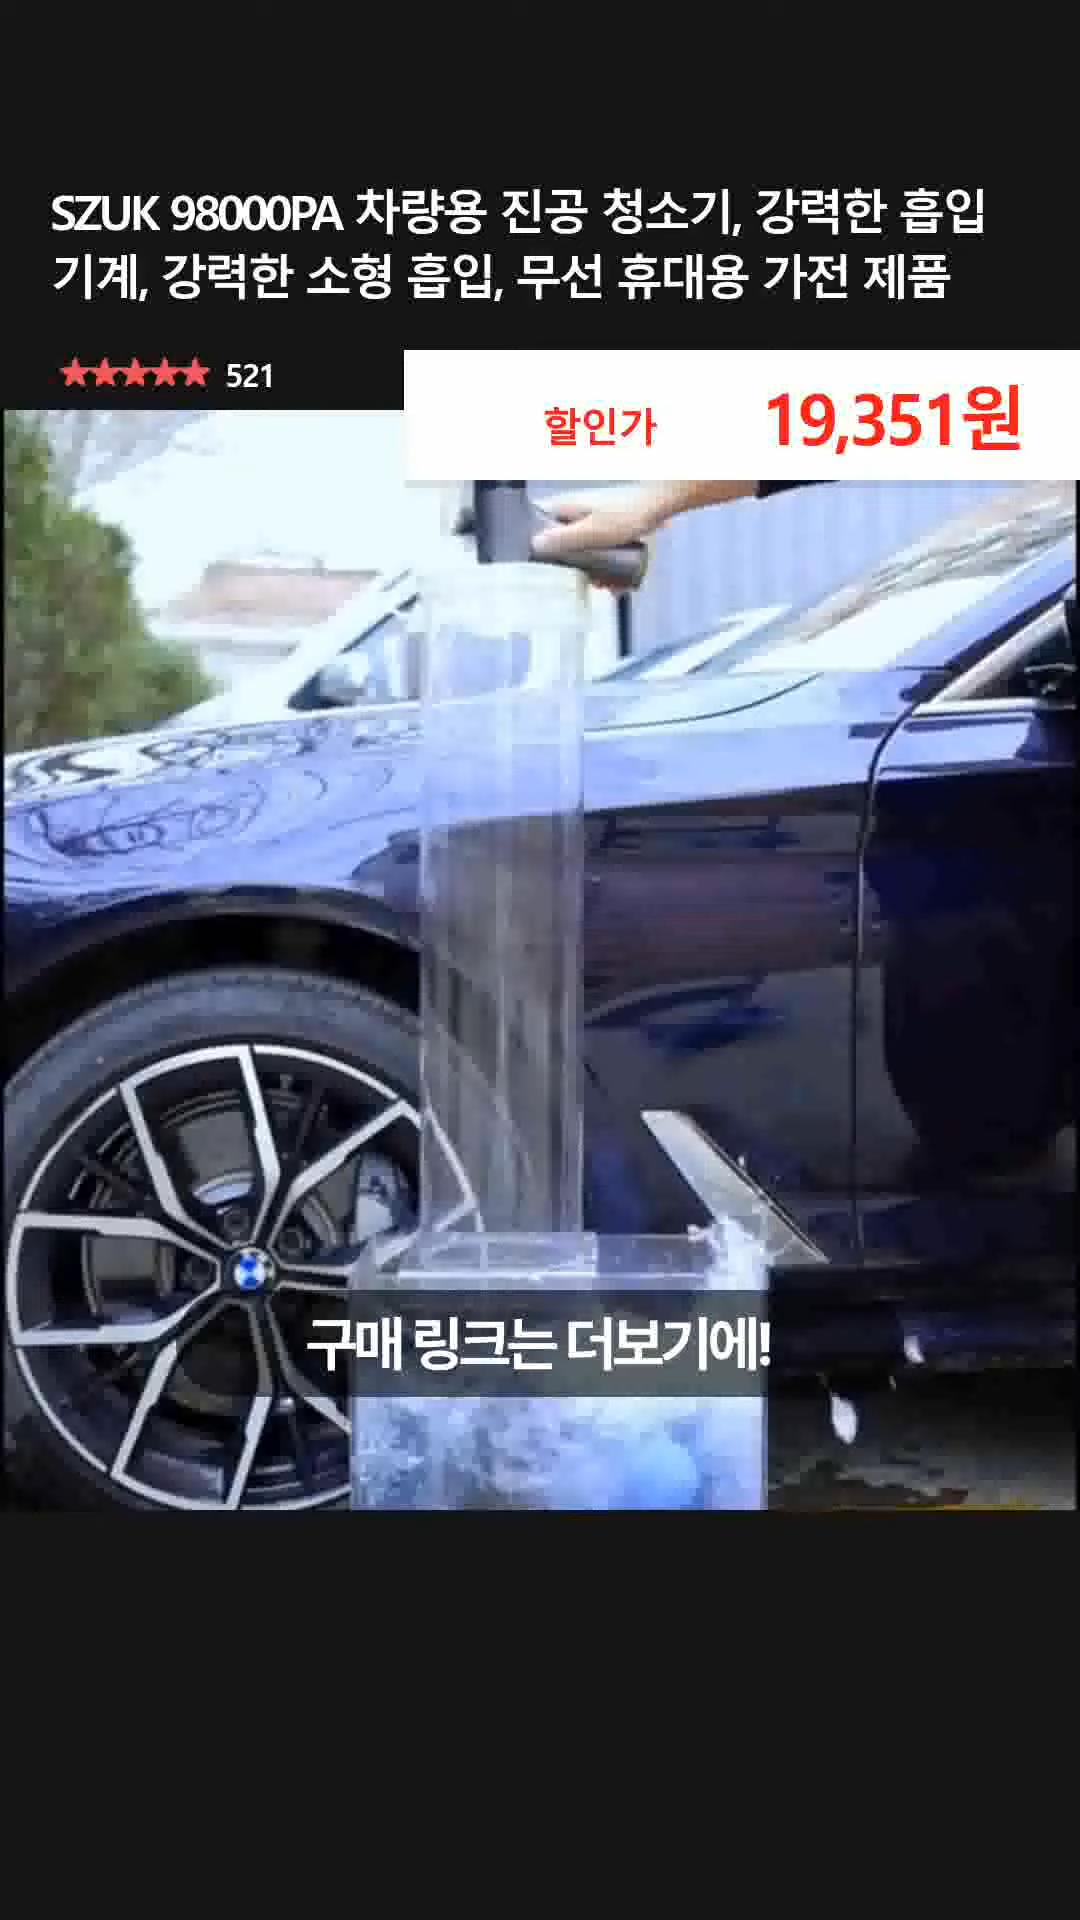 SZUK 98000PA 차량용 진공 청소기, 강력한 흡입
기계, 강력한 소형 흡입, 무선 휴대용 가전 제품
★★★★★ 521
할인가 19,351원
구매 링크는 더보기에!